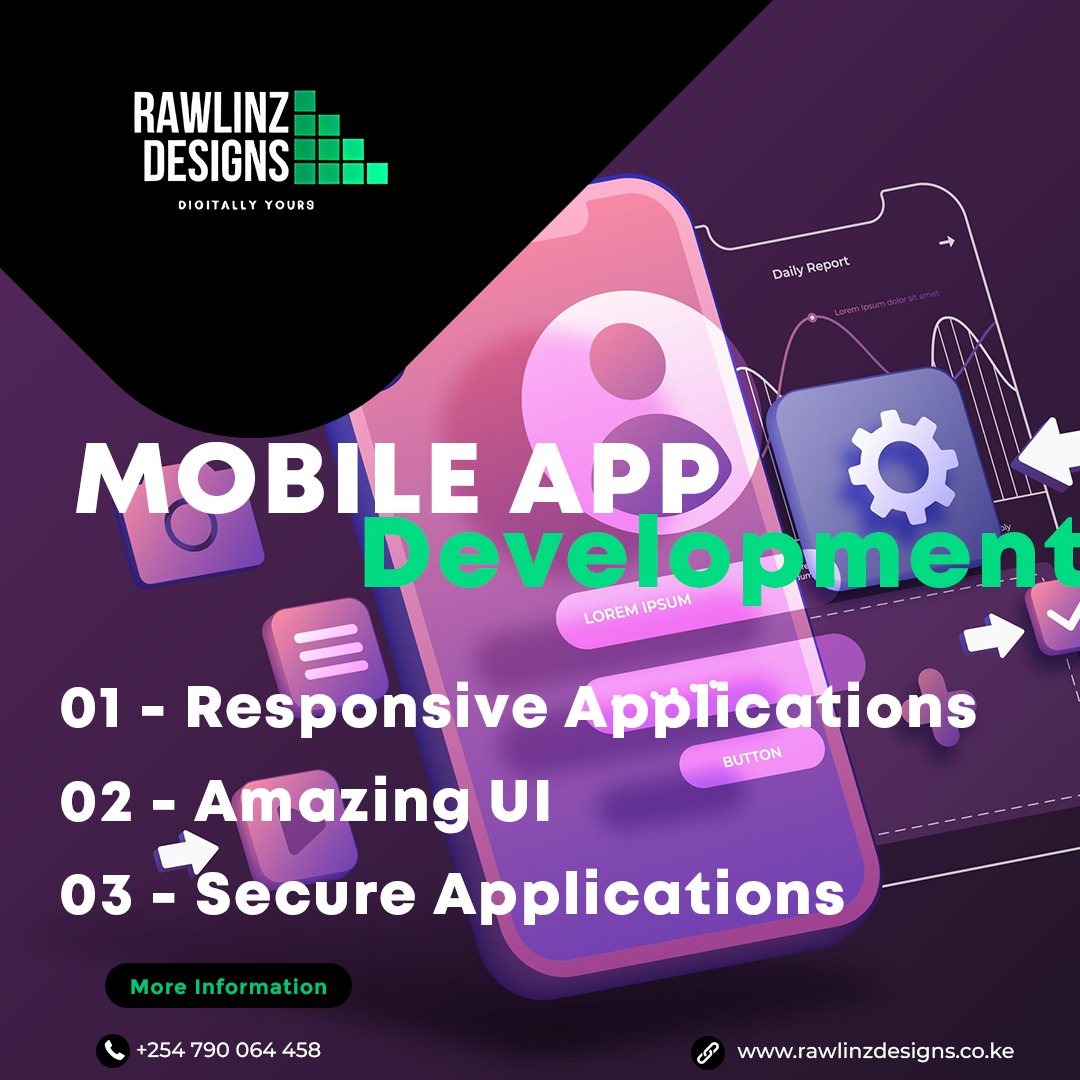 RAWLINZ
DESIGNS
DIGITALLY YOURS
Daily Report
Lorem Ipsum dolor sit amet
MOBILE APP
Development
LOREM IPSUM
01 - Responsive Applications
BUTTON
02 - Amazing UI
03 - Secure Applications
More Information
+254 790 064 458
www.rawlinzdesigns.co.ke